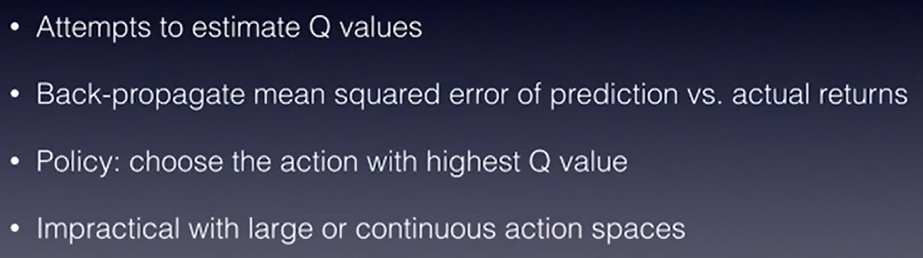 • Attempts to estimate Q values
• Back-propagate mean squared error of prediction vs. actual returns
• Policy: choose the action with highest Q value
• Impractical with large or continuous action spaces